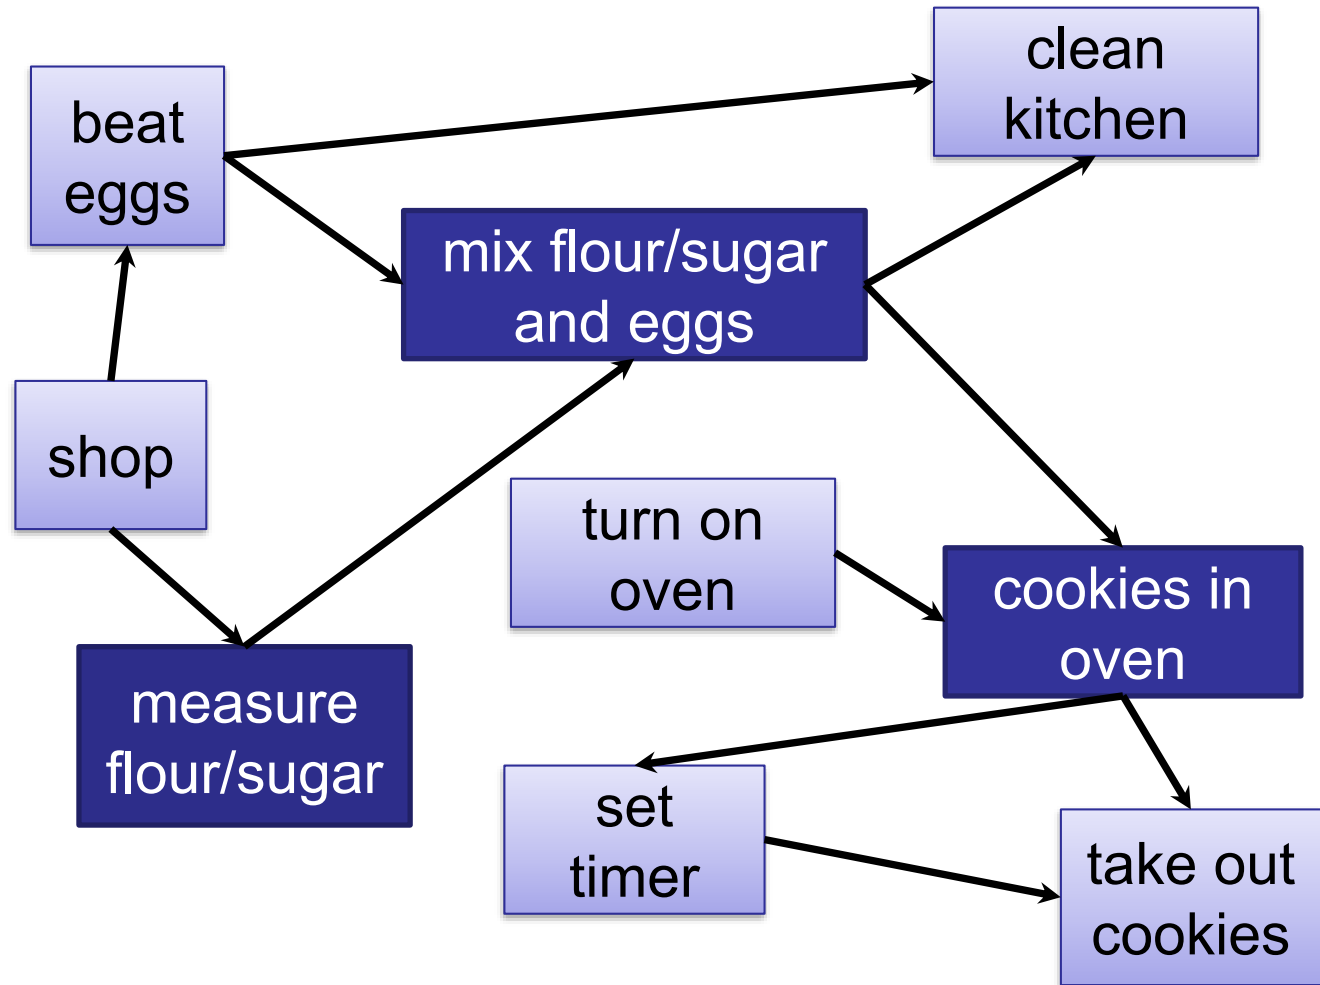 clean
kitchen
beat
eggs
mix flour/sugar
and eggs
shop
turn on
oven
cookies in
oven
measure
flour/sugar
set
timer
take out
cookies